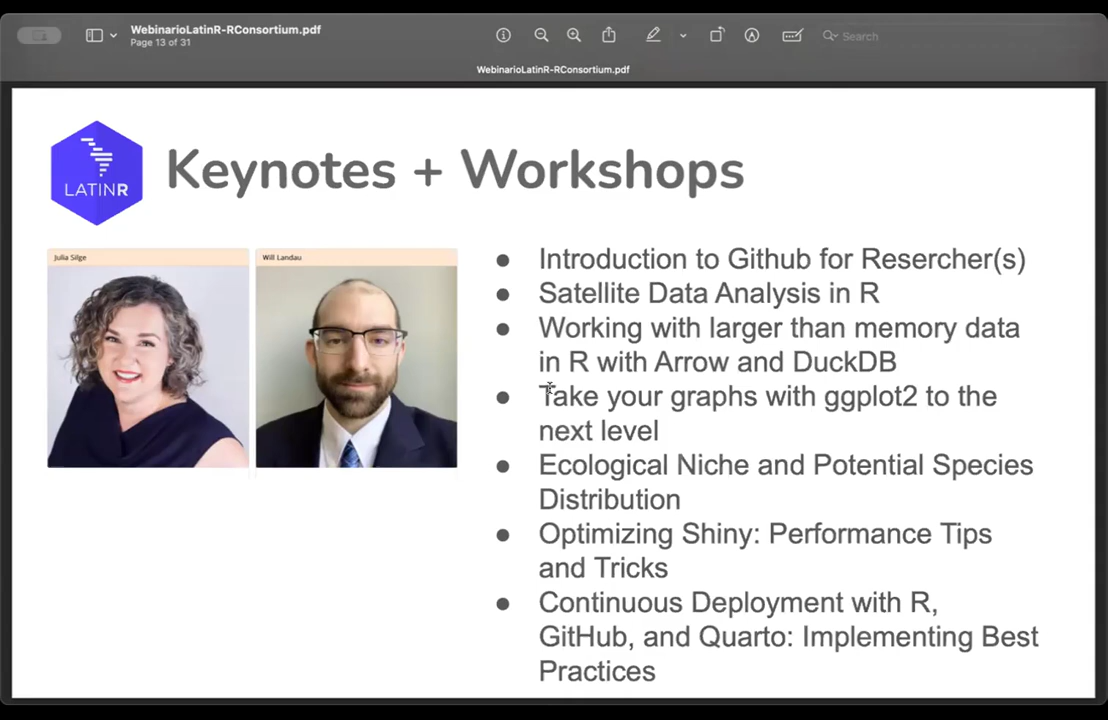 WebinarioLatinR-RConsortium.pdf
Page 13 of 31
Search
WebinarioLatinR-RConsortium.pdf
LATINR
Keynotes + Workshops
Julia Silge
Will Landau
Introduction to Github for Resercher(s)
Satellite Data Analysis in R
Working with larger than memory data
in R with Arrow and DuckDB
Take your graphs with ggplot2 to the
next level
Ecological Niche and Potential Species
Distribution
Optimizing Shiny: Performance Tips
and Tricks
Continuous Deployment with R,
GitHub, and Quarto: Implementing Best
Practices